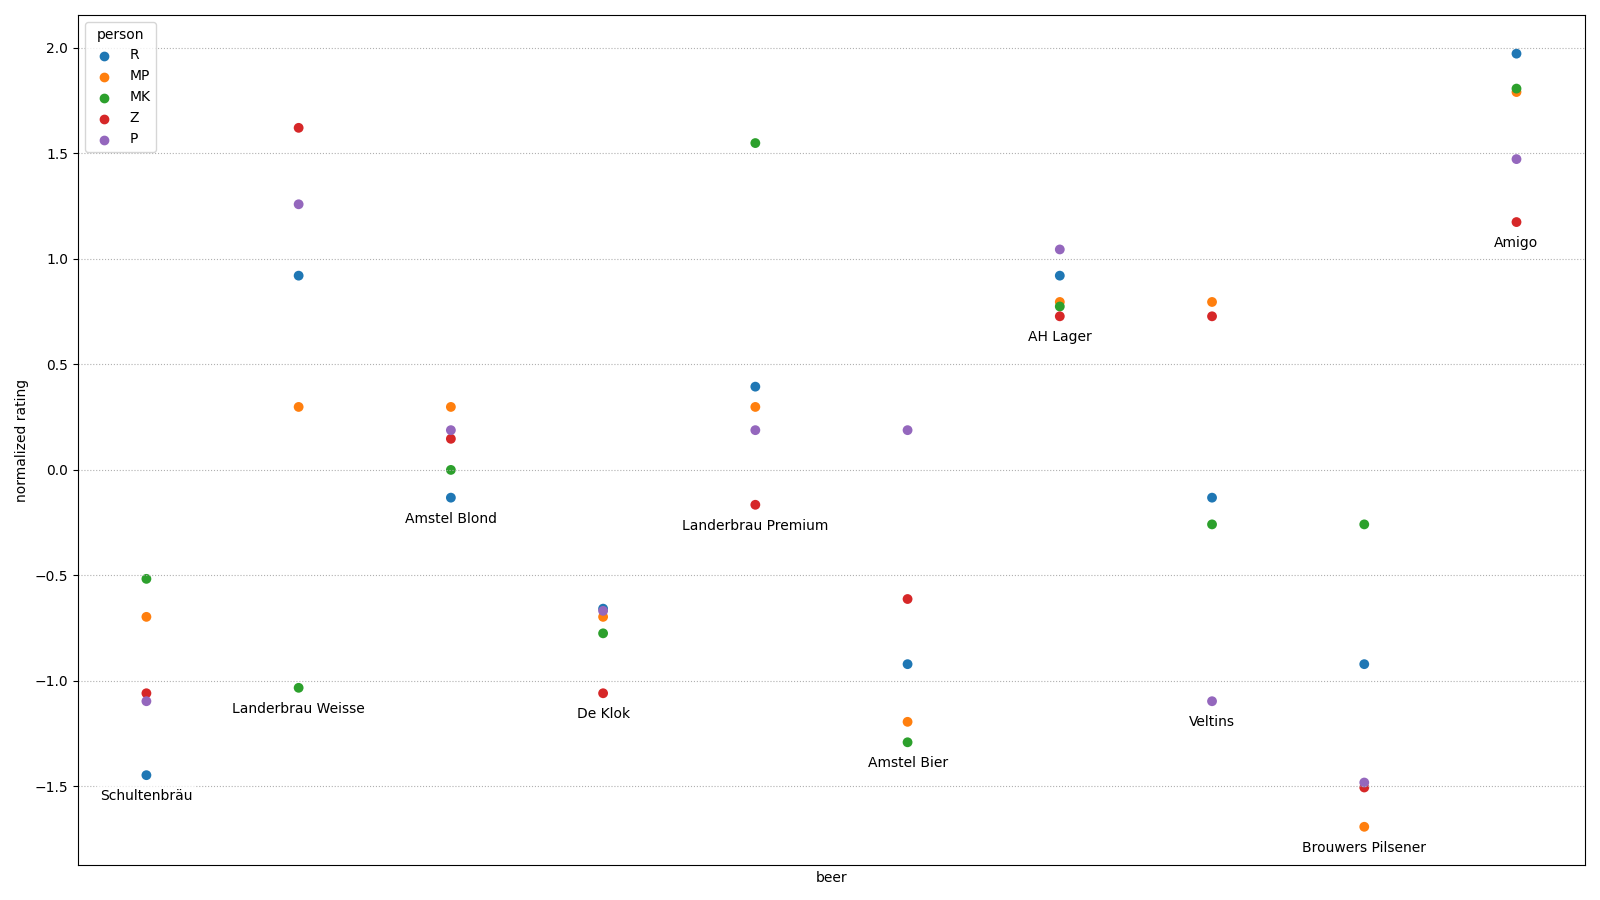 person
R
MP
MK
Z
P
2.0
1.5
1.0
0.5
0.0
−0.5
−1.0
−1.5
normalized rating
Amigo
AH Lager
Amstel Blond
Landerbrau Premium
Landerbrau Weisse
De Klok
Veltins
Amstel Bier
Schultenbräu
Brouwers Pilsener
beer